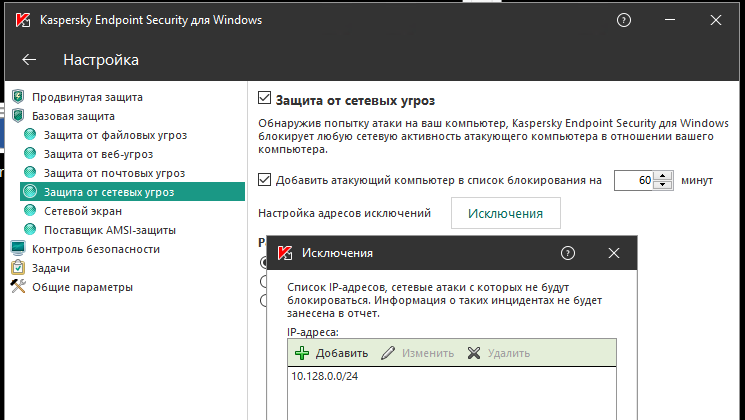 Kaspersky Endpoint Security для Windows
Настройка
Продвинутая защита
Базовая защита
Защита от файловых угроз
Защита от веб-угроз
Защита от почтовых угроз
Защита от сетевых угроз
Сетевой экран
Поставщик AMSI-защиты
Контроль безопасности
Задачи
Общие параметры
Защита от сетевых угроз
Обнаружив попытку атаки на ваш компьютер, Kaspersky Endpoint Security для Windows
блокирует любую сетевую активность атакующего компьютера в отношении вашего
компьютера.
Добавить атакующий компьютер в список блокирования на 60 минут
Настройка адресов исключений Исключения
Исключения
Список IP-адресов, сетевые атаки с которых не будут
блокироваться. Информация о таких инцидентах не будет
занесена в отчет.
IP-адреса:
Добавить Изменить Удалить
10.128.0.0/24